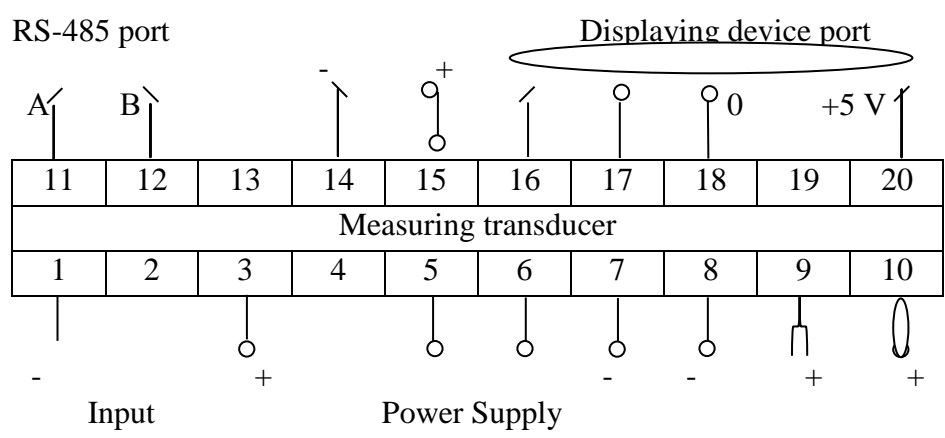 RS-485 port Displaying device port
- +
A B 0 +5 V
11 12 13 14 15 16 17 18 19 20
Measuring transducer
1 2 3 4 5 6 7 8 9 10
- + - - + +
Input Power Supply